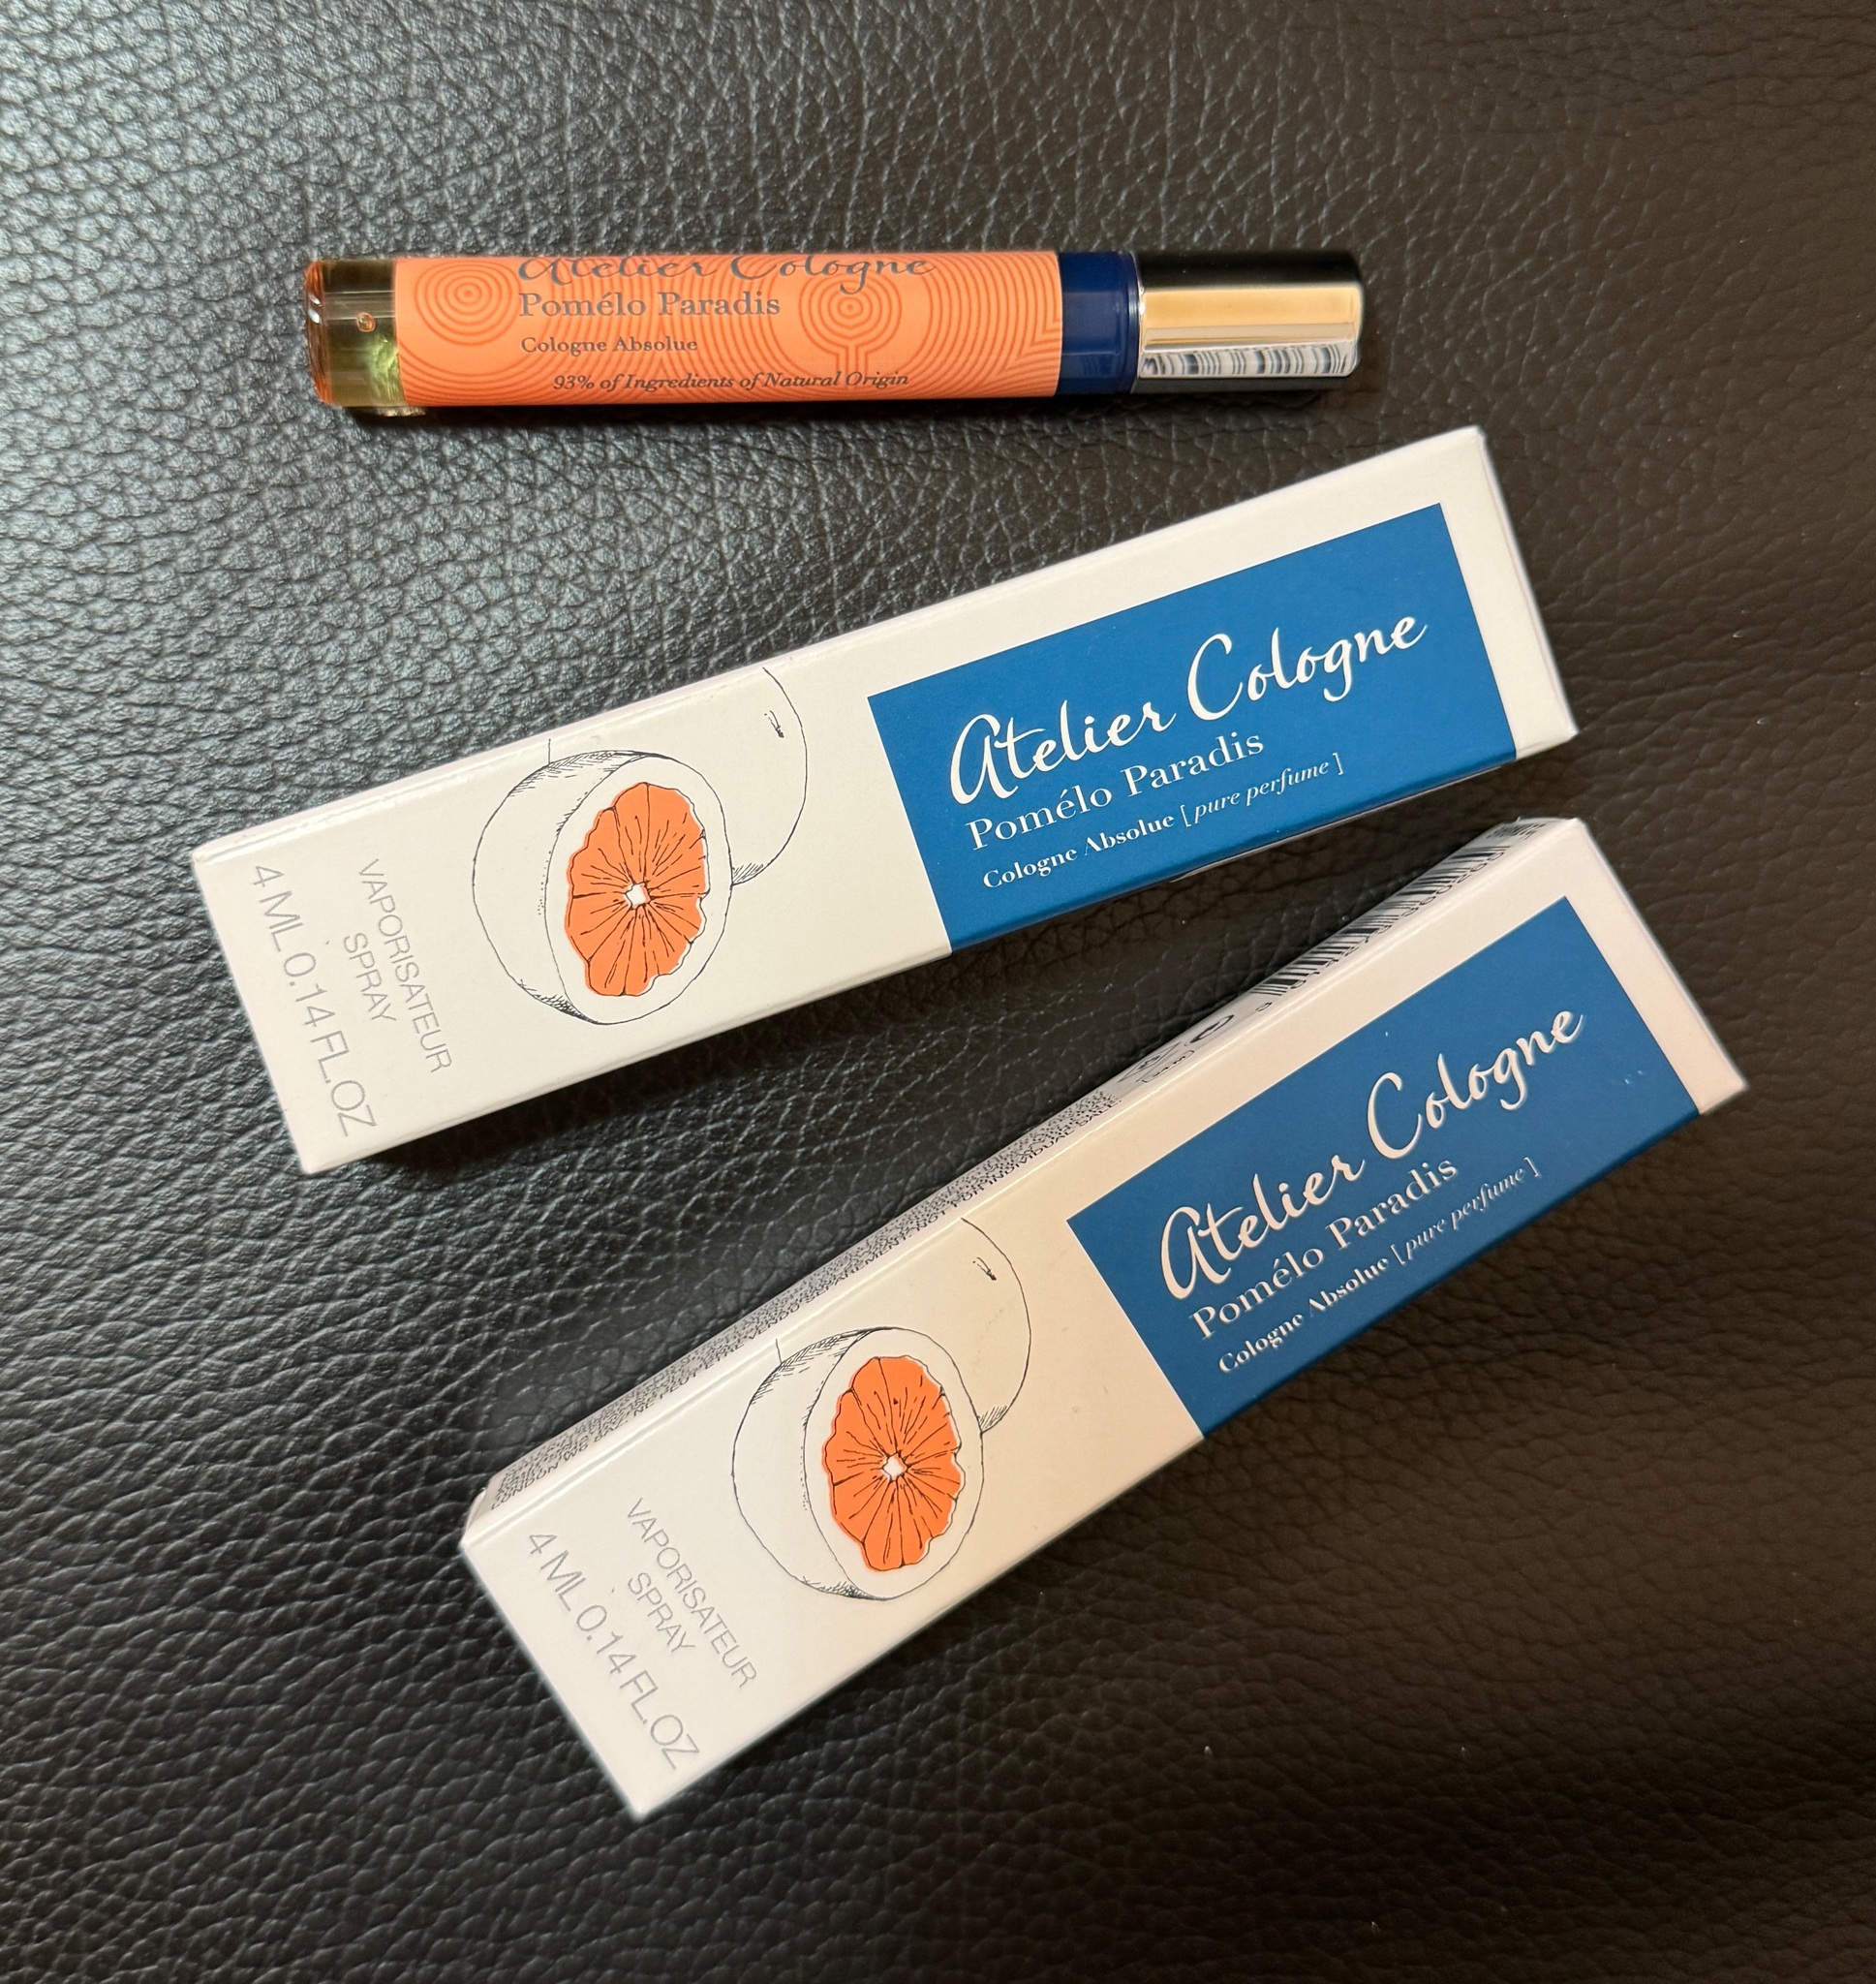 Atelier Cologne
Pomélo Paradis
Cologne Absolue
93% of Ingredients of Natural Origin
Atelier Cologne
Pomélo Paradis
Cologne Absolue [pure perfume]
VAPORISATEUR
SPRAY
4 ML 0.14 FL.OZ
Atelier Cologne
Pomélo Paradis
Cologne Absolue [pure perfume]
VAPORISATEUR
SPRAY
4 ML 0.14 FL.OZ